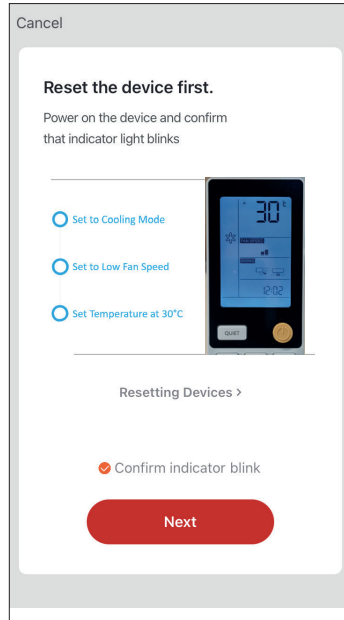 Cancel
Reset the device first.
Power on the device and confirm
that indicator light blinks
Set to Cooling Mode
Set to Low Fan Speed
Set Temperature at 30°C
30°C
12:02
QUIET
Resetting Devices >
Confirm indicator blink
Next